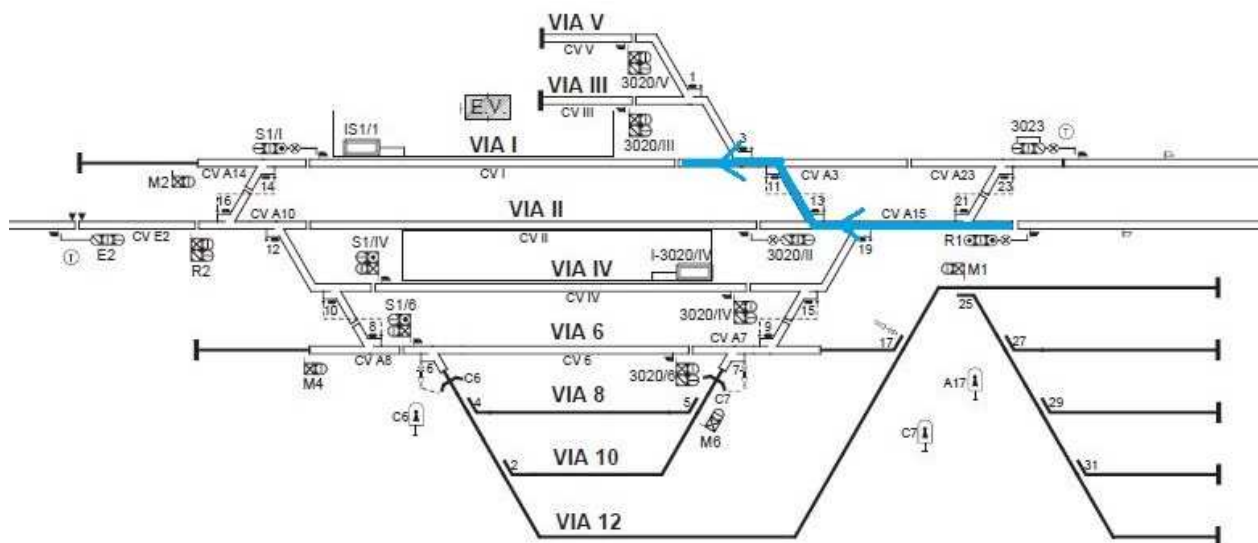 VIA V
CV V
3020/V
1
VIA III
E.V.
CV III
3020/III
S1/I
IS1/1
VIA I
3
3023
T
CV A14
CV I
CV A3
CV A23
M2
14
11
23
16
13
21
VIA II
CV A10
CV A15
CV E2
CV II
T
E2
R2
12
S1/IV
I-3020/IV
3020/II
19
R1
M1
VIA IV
CV IV
10
S1/6
3020/IV
15
25
8
VIA 6
9
17
27
CV A8
CV 6
CV A7
M4
6
3020/6
7
C6
VIA 8
C7
A17
C6
4
5
M6
29
C7
VIA 10
2
31
VIA 12